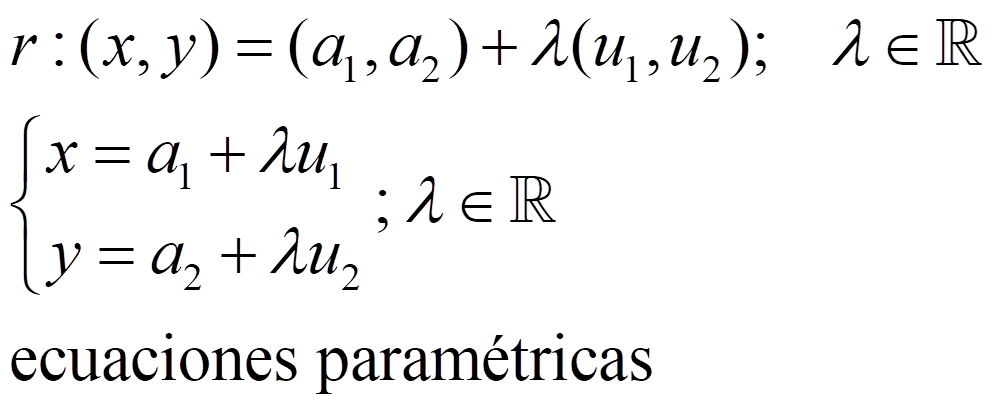 r : (x, y) = (a₁, a₂) + λ(u₁, u₂);   λ ∈ ℝ
{ x = a₁ + λu₁
; λ ∈ ℝ
y = a₂ + λu₂
ecuaciones paramétricas